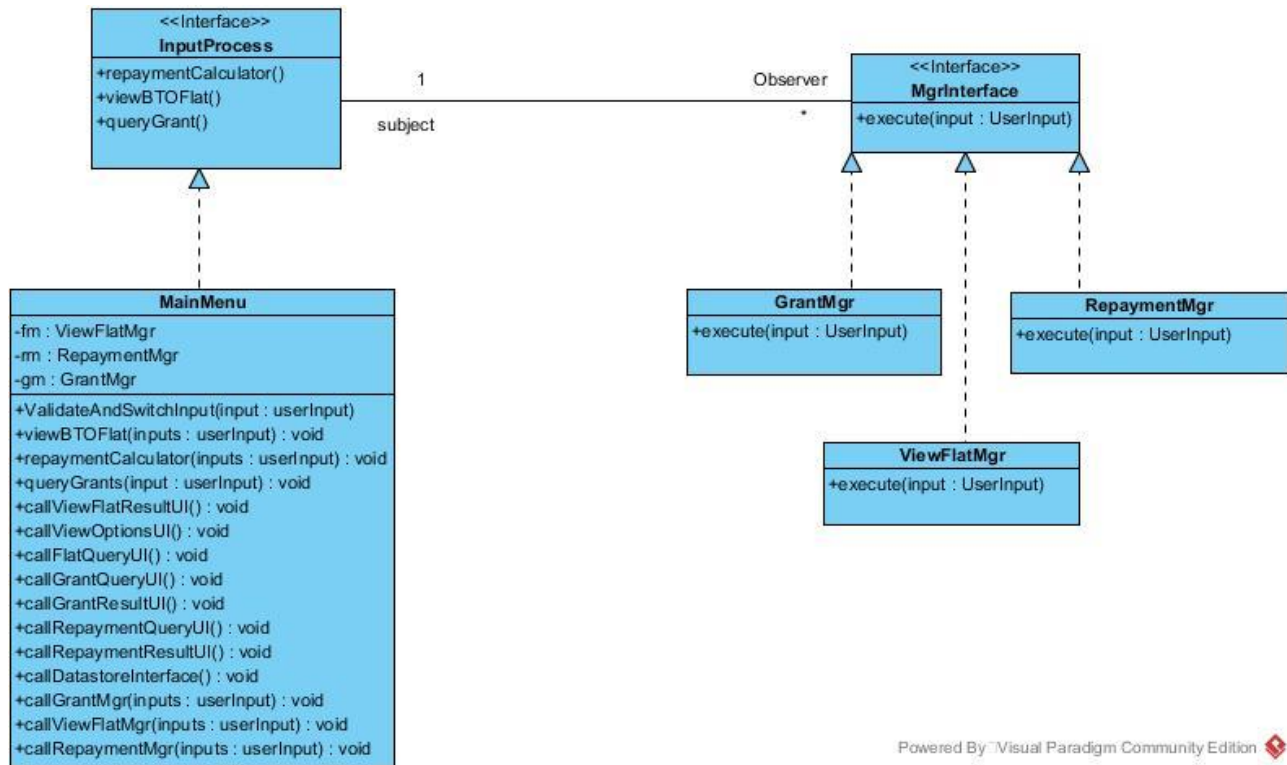 <<Interface>>
InputProcess
+repaymentCalculator()
+viewBTOFlat()
+queryGrant()
1
subject
Observer
*
<<Interface>>
MgrInterface
+execute(input : UserInput)
MainMenu
-fm : ViewFlatMgr
-rm : RepaymentMgr
-gm : GrantMgr
+ValidateAndSwitchInput(input : userInput)
+viewBTOFlat(inputs : userInput) : void
+repaymentCalculator(inputs : userInput) : void
+queryGrants(input : userInput) : void
+callViewFlatResultUI() : void
+callViewOptionsUI() : void
+callFlatQueryUI() : void
+callGrantQueryUI() : void
+callGrantResultUI() : void
+callRepaymentQueryUI() : void
+callRepaymentResultUI() : void
+callDatastoreInterface() : void
+callGrantMgr(inputs : userInput) : void
+callViewFlatMgr(inputs : userInput) : void
+callRepaymentMgr(inputs : userInput) : void
GrantMgr
+execute(input : UserInput)
RepaymentMgr
+execute(input : UserInput)
ViewFlatMgr
+execute(input : UserInput)
Powered By Visual Paradigm Community Edition